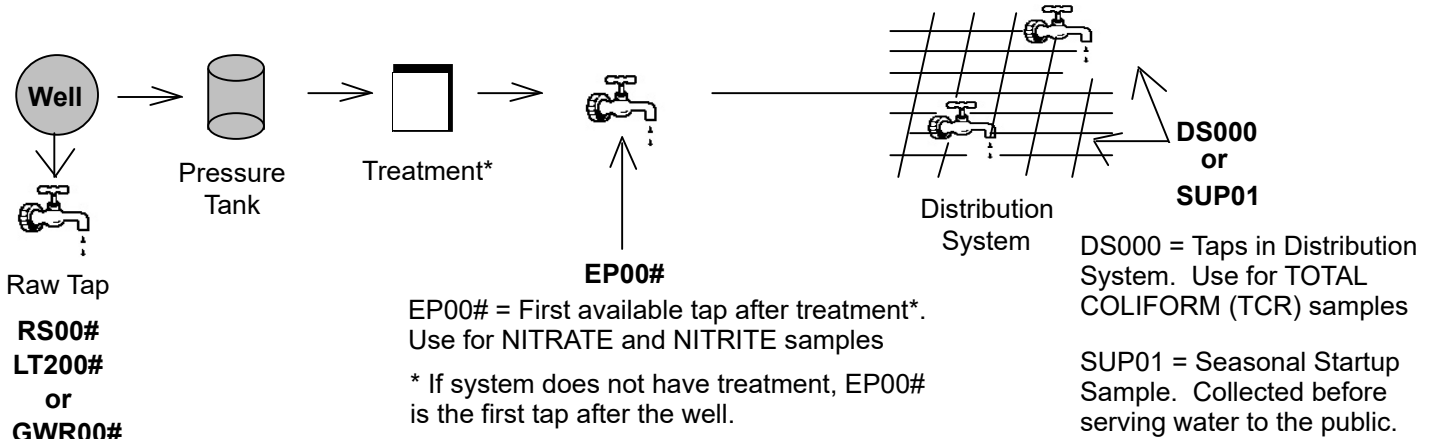 Well
Pressure
Tank
Treatment*
Raw Tap
RS00#
LT200#
or
GWR00#
EP00#
EP00# = First available tap after treatment*.
Use for NITRATE and NITRITE samples
* If system does not have treatment, EP00#
is the first tap after the well.
Distribution
System
DS000
or
SUP01
DS000 = Taps in Distribution
System. Use for TOTAL
COLIFORM (TCR) samples
SUP01 = Seasonal Startup
Sample. Collected before
serving water to the public.